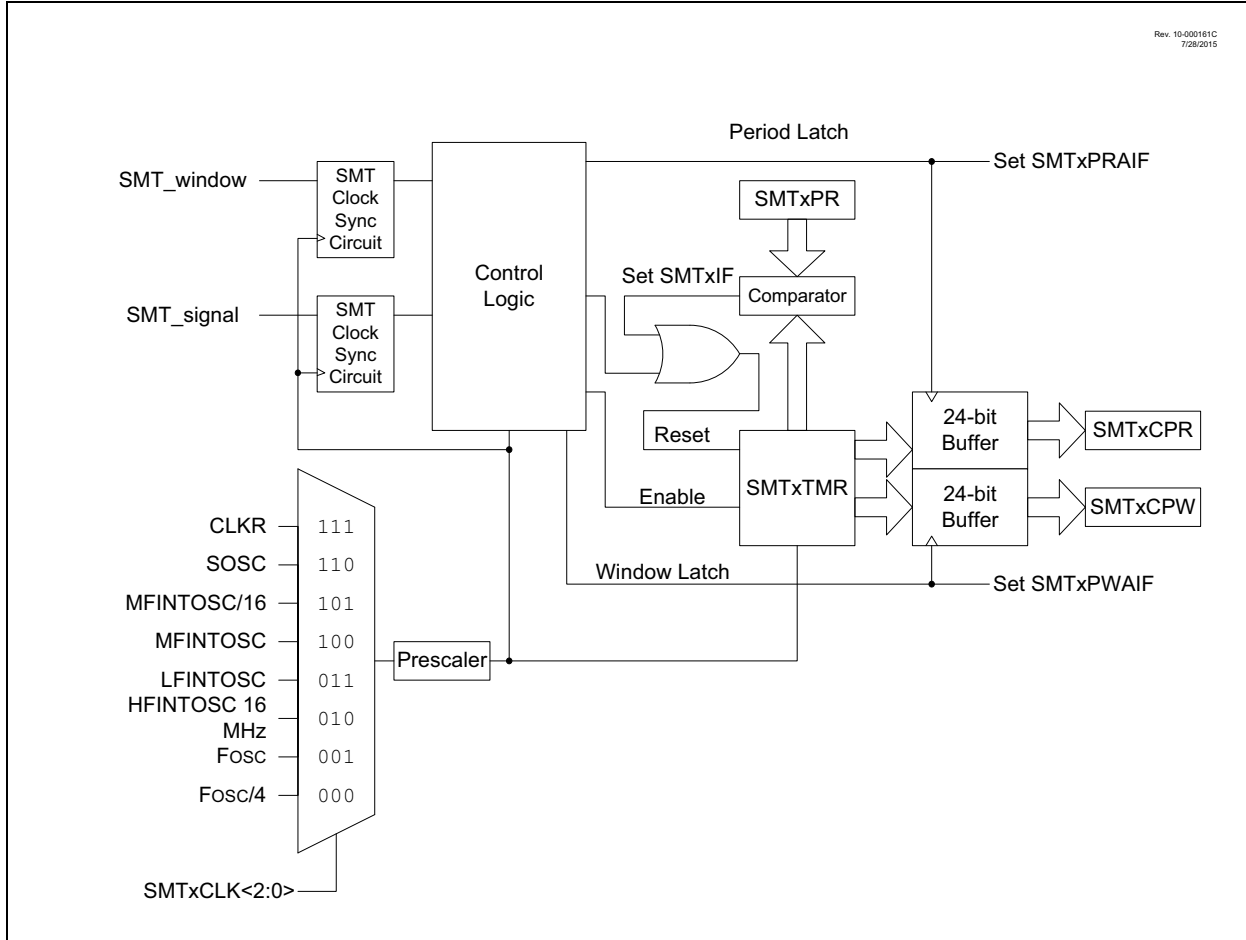 Rev. 10-000161C
7/28/2015
Period Latch
Set SMTxPRAIF
SMT_window
SMT
Clock
Sync
Circuit
SMTxPR
Control
Logic
Set SMTxIF
Comparator
SMT_signal
SMT
Clock
Sync
Circuit
24-bit
Buffer
SMTxCPR
Reset
SMTxTMR
Enable
24-bit
Buffer
SMTxCPW
Window Latch
Set SMTxPWAIF
CLKR 111
SOSC 110
MFINTOSC/16 101
MFINTOSC 100
LFINTOSC 011
HFINTOSC 16 010
MHz
FOSC 001
FOSC/4 000
Prescaler
SMTxCLK<2:0>